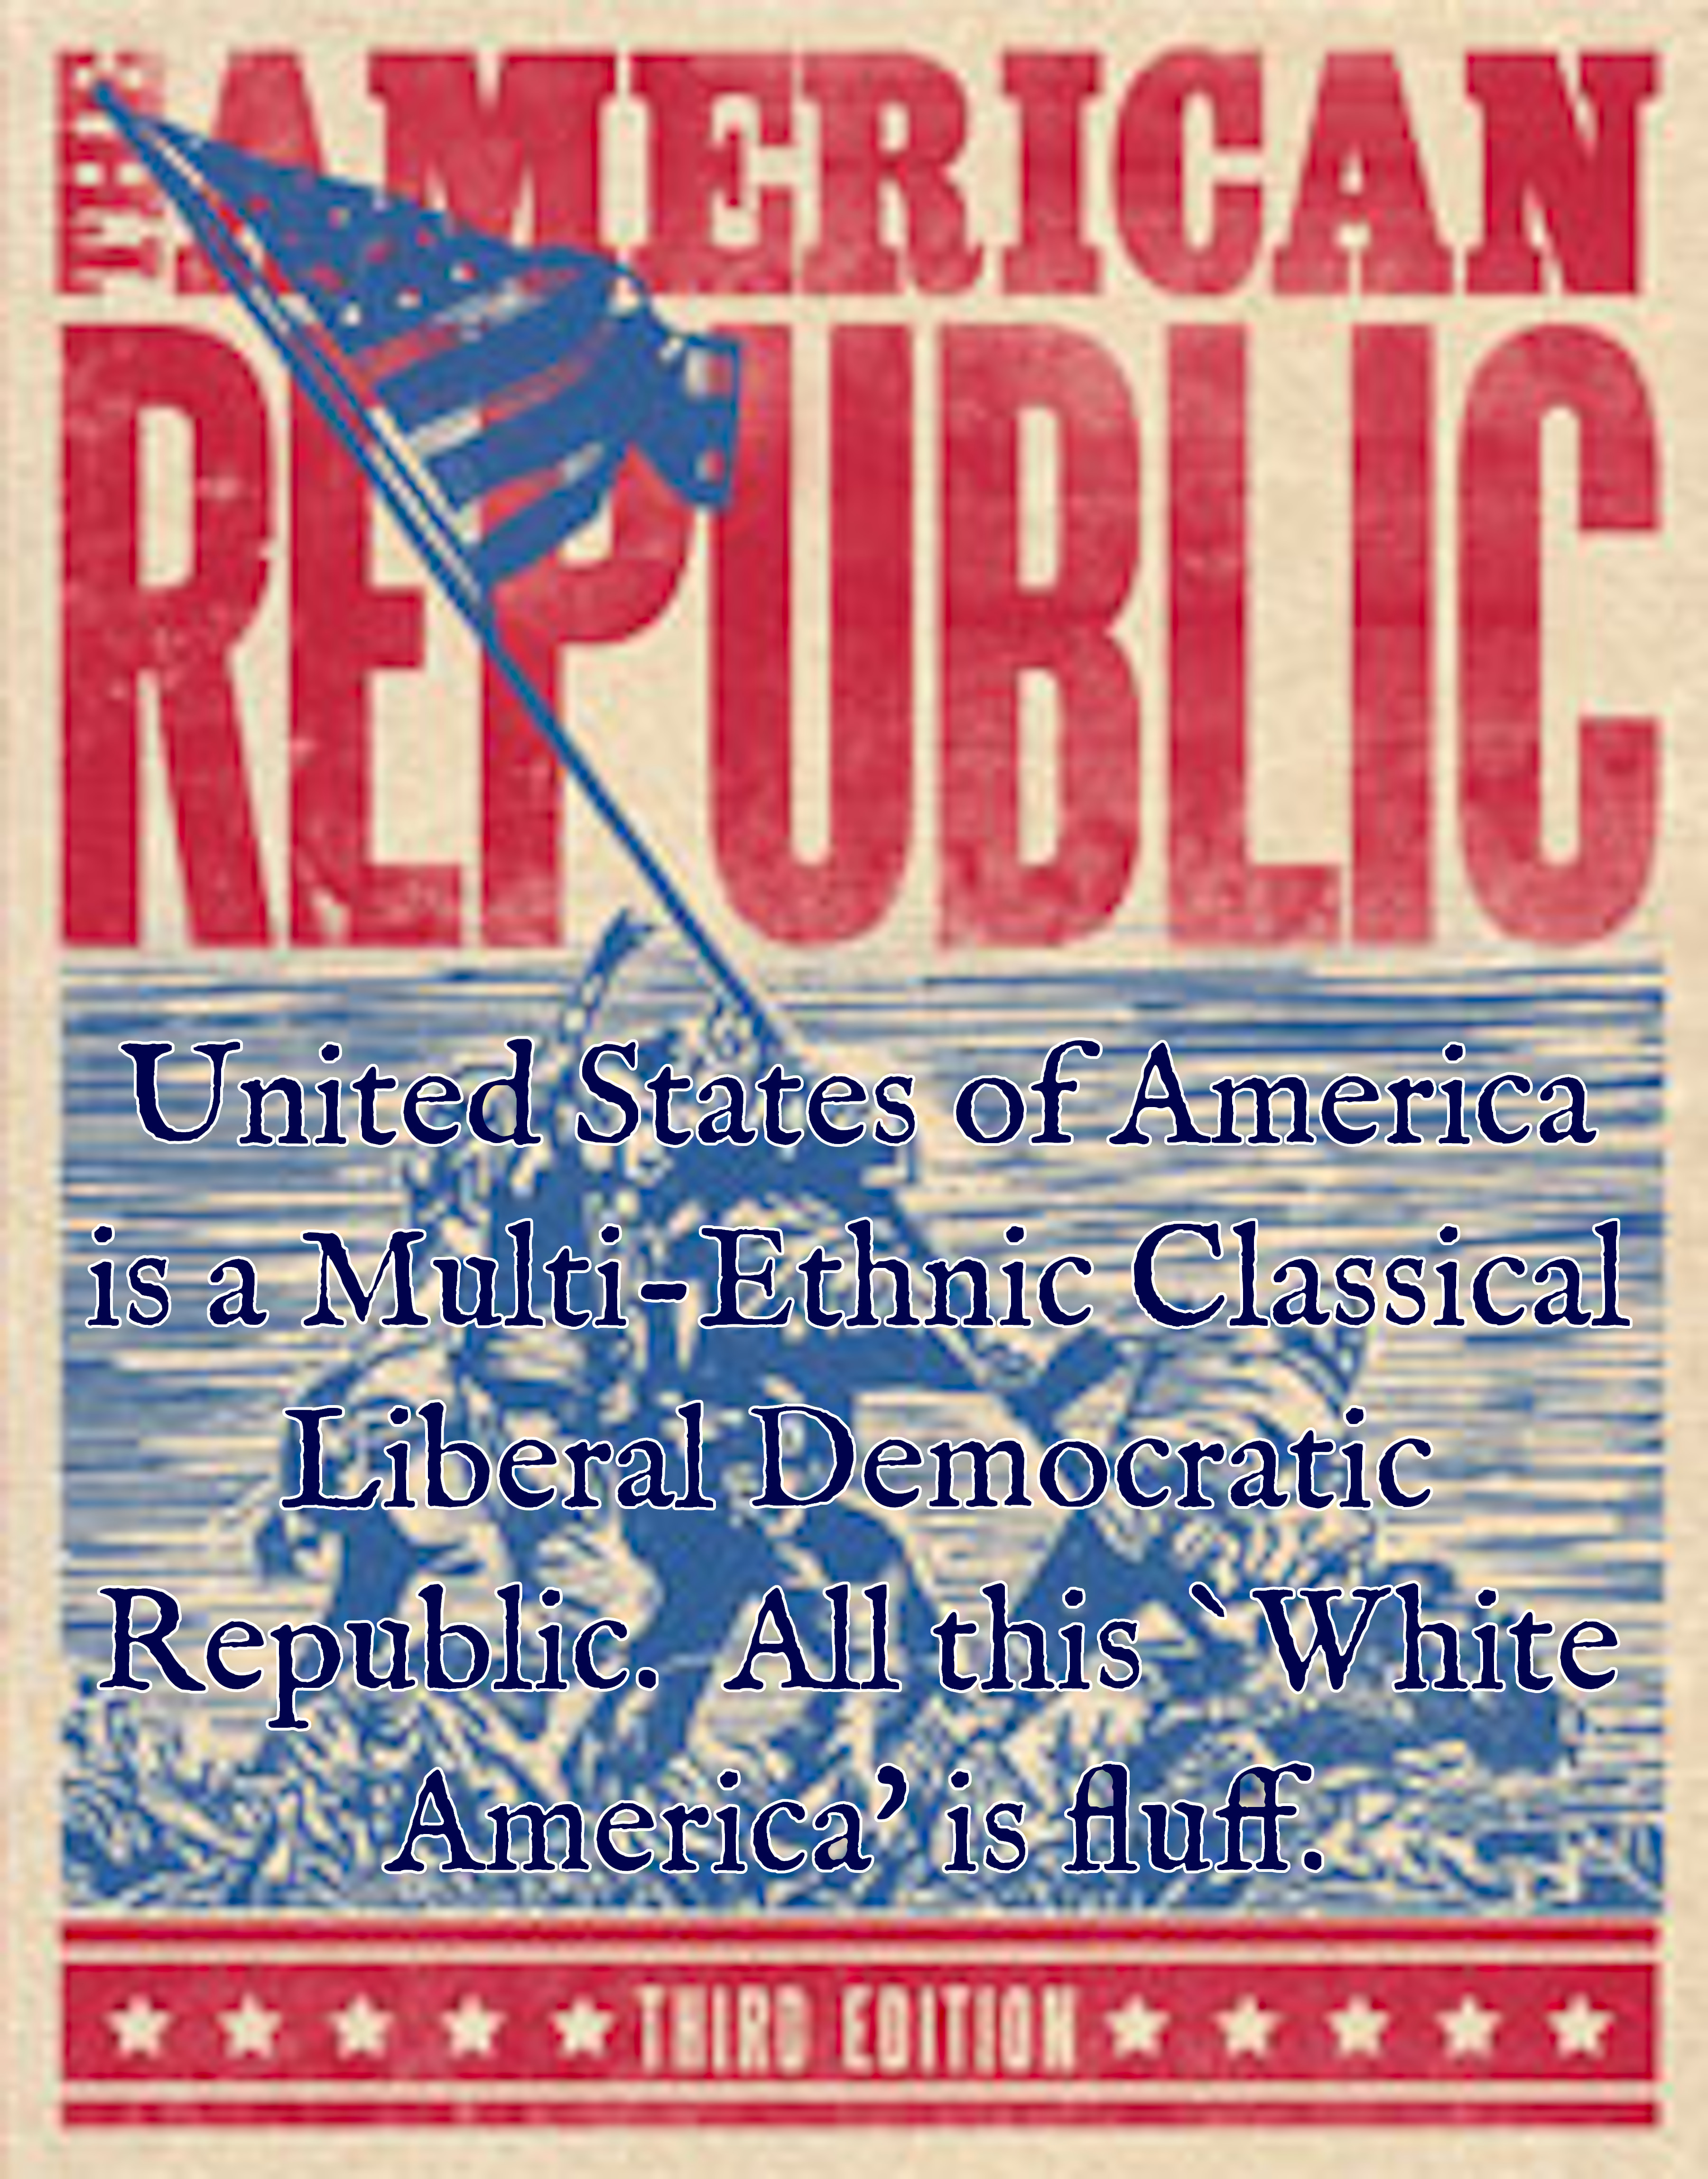 THE AMERICAN
REPUBLIC
United States of America
is a Multi-Ethnic Classical
Liberal Democratic
Republic.  All this `White
America’ is fluff.
THIRD EDITION